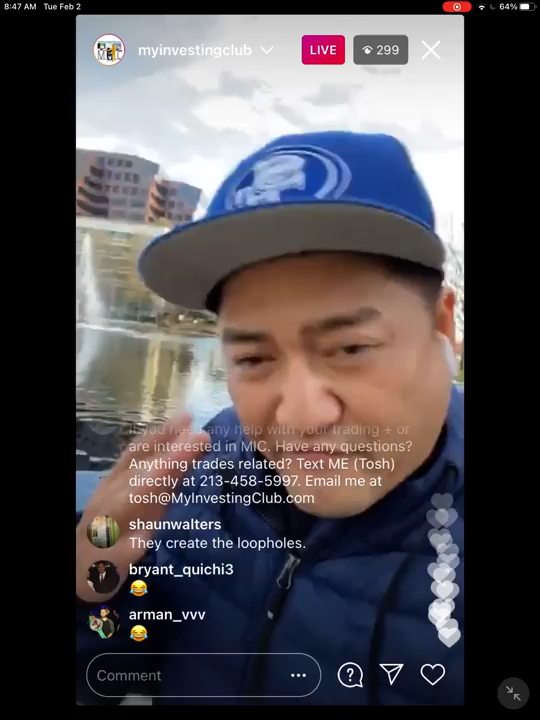 8:47 AM Tue Feb 2
64%
myinvestingclub
LIVE
299
If you need any help with your trading + or
are interested in MIC. Have any questions?
Anything trades related? Text ME (Tosh)
directly at 213-458-5997. Email me at
tosh@MyInvestingClub.com
shaunwalters
They create the loopholes.
bryant_quichi3
😂
arman_vvv
😂
Comment